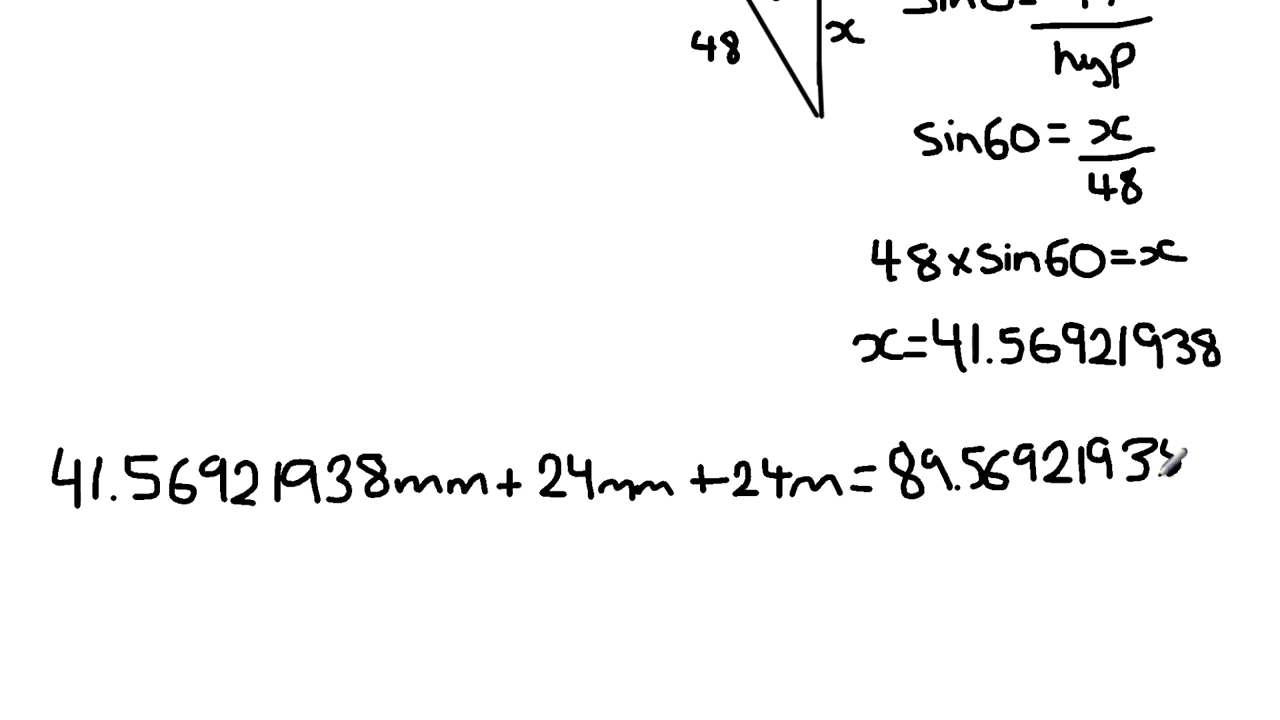 48
x
hyp
sin60 = x
48
48 x sin60 = x
x = 41.56921938
41.56921938mm + 24mm + 24m = 89.5692193